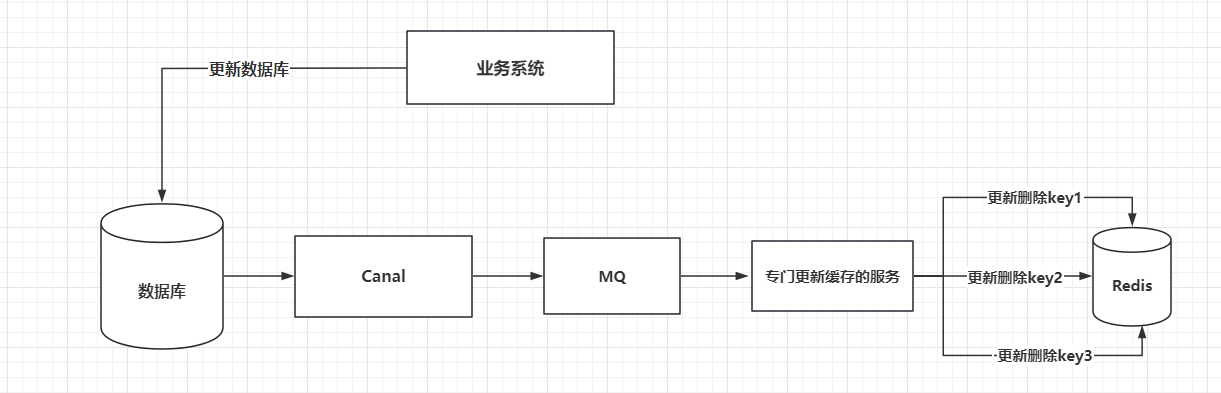 业务系统
更新数据库
数据库
Canal
MQ
专门更新缓存的服务
更新删除key1
更新删除key2
更新删除key3
Redis